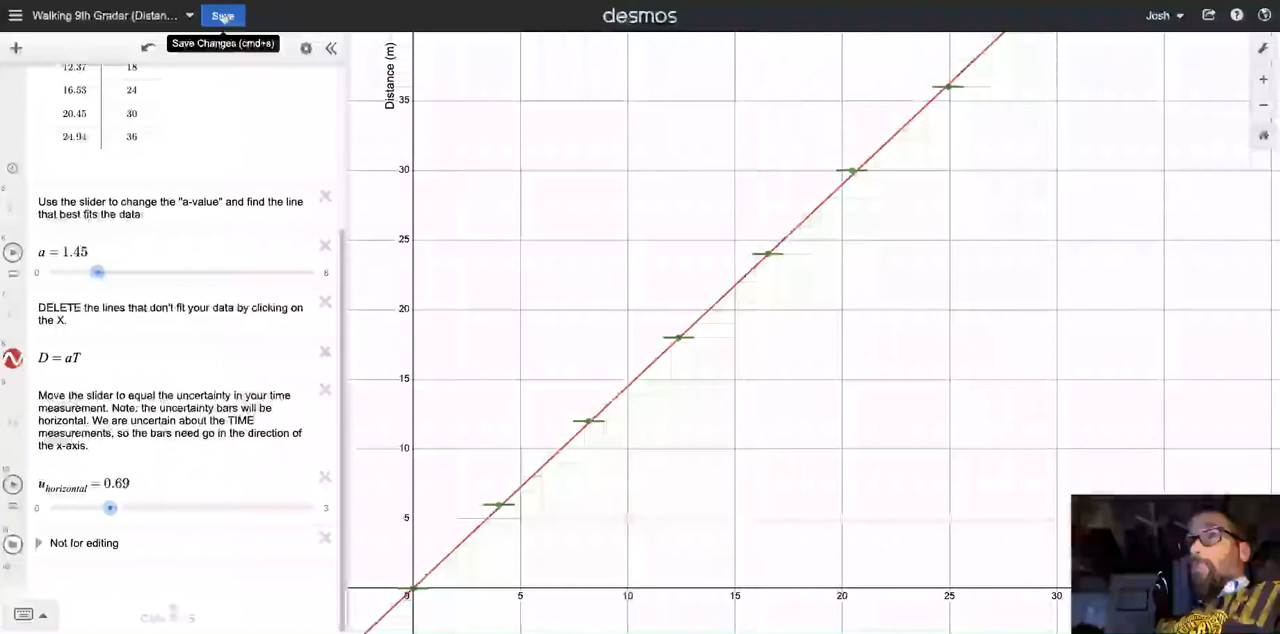 Walking 9th Grader (Distan...
Save
desmos
Josh
Save Changes (cmd+s)
12.37 18
16.53 24
20.45 30
24.94 36
Use the slider to change the "a-value" and find the line
that best fits the data
a = 1.45
0 8
DELETE the lines that don't fit your data by clicking on
the X.
D = aT
Move the slider to equal the uncertainty in your time
measurement. Note: the uncertainty bars will be
horizontal. We are uncertain about the TIME
measurements, so the bars need go in the direction of
the x-axis.
u horizontal = 0.69
0 3
Not for editing
Distance (m)
35
30
25
20
15
10
5
0 5 10 15 20 25 30